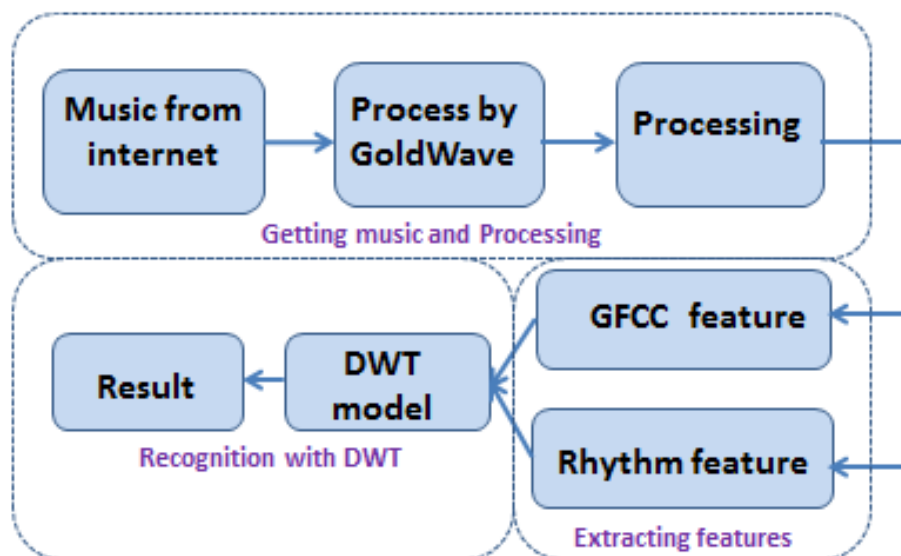 Music from
internet
Process by
GoldWave
Processing
Getting music and Processing
GFCC feature
Rhythm feature
Extracting features
DWT
model
Result
Recognition with DWT